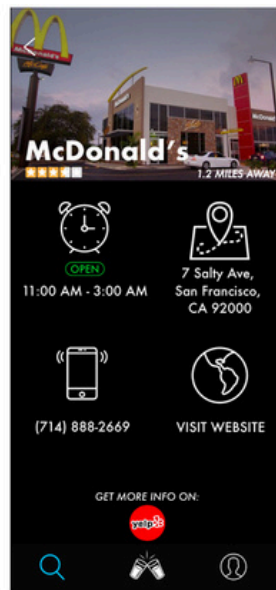 McDonald's
1.2 MILES AWAY
OPEN
11:00 AM - 3:00 AM
7 Salty Ave,
San Francisco,
CA 92000
(714) 888-2669
VISIT WEBSITE
GET MORE INFO ON:
yelp